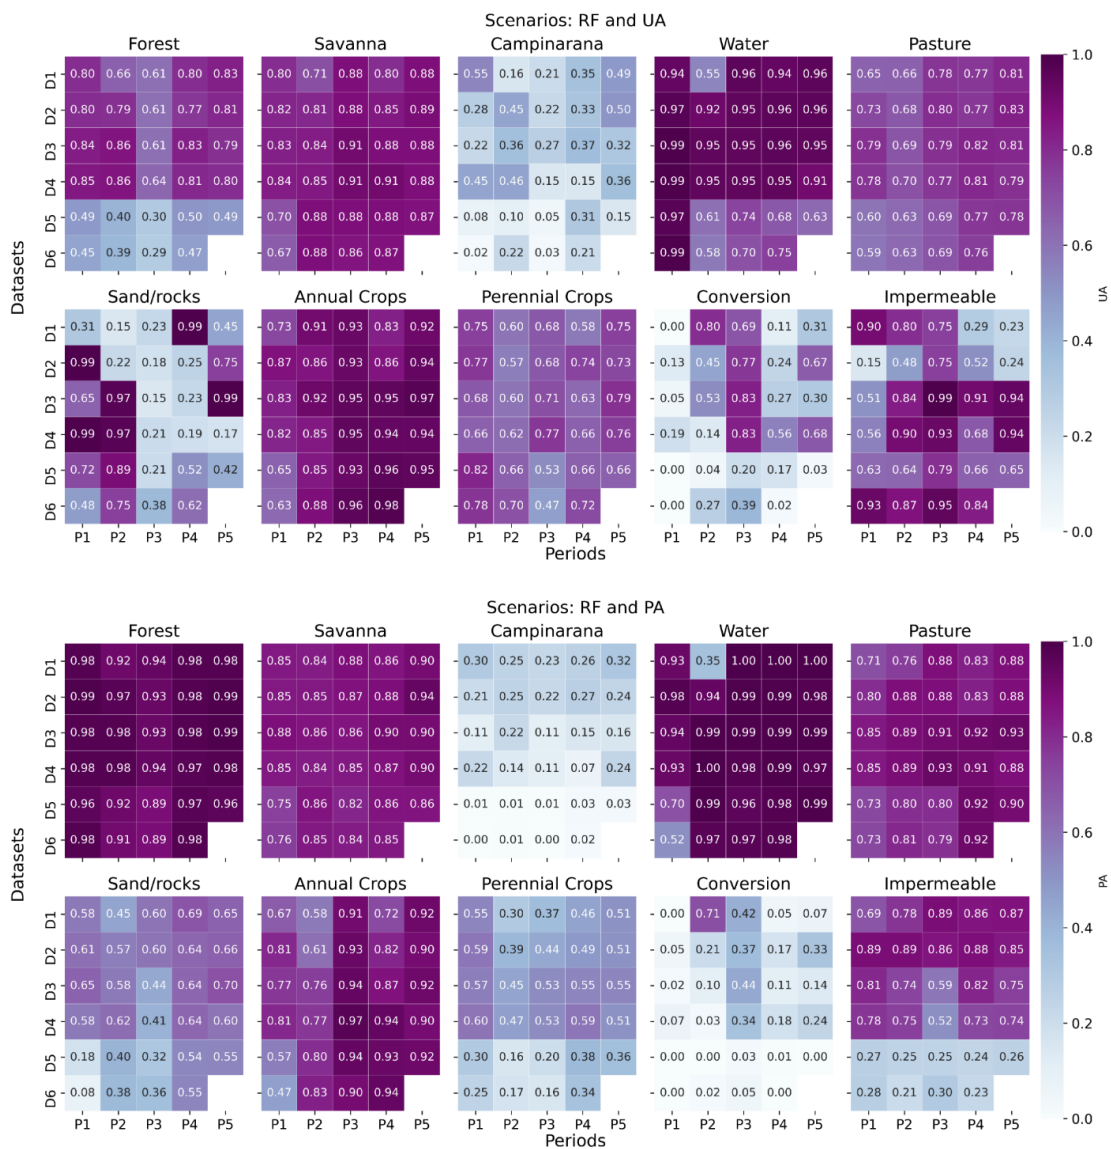 Scenarios: RF and UA
Forest Savanna Campinarana Water Pasture
D1 0.80 0.66 0.61 0.80 0.83 0.80 0.71 0.88 0.80 0.88 0.55 0.16 0.21 0.35 0.49 0.94 0.55 0.96 0.94 0.96 0.65 0.66 0.78 0.77 0.81 1.0
D2 0.80 0.79 0.61 0.77 0.81 0.82 0.81 0.88 0.85 0.89 0.28 0.45 0.22 0.33 0.50 0.97 0.92 0.95 0.96 0.96 0.73 0.68 0.80 0.77 0.83
D3 0.84 0.86 0.61 0.83 0.79 0.83 0.84 0.91 0.88 0.88 0.22 0.36 0.27 0.37 0.32 0.99 0.95 0.96 0.96 0.95 0.79 0.69 0.79 0.82 0.81 0.8
D4 0.85 0.86 0.64 0.81 0.80 0.84 0.85 0.91 0.91 0.88 0.45 0.46 0.15 0.15 0.36 0.99 0.95 0.95 0.95 0.91 0.78 0.70 0.77 0.81 0.79
D5 0.49 0.40 0.30 0.50 0.49 0.70 0.88 0.88 0.88 0.87 0.08 0.10 0.05 0.31 0.15 0.97 0.61 0.74 0.68 0.63 0.60 0.63 0.69 0.77 0.78
D6 0.45 0.39 0.29 0.47 0.67 0.88 0.86 0.87 0.02 0.22 0.03 0.21 0.99 0.58 0.70 0.75 0.59 0.63 0.69 0.76 0.6
Datasets
UA
Sand/rocks Annual Crops Perennial Crops Conversion Impermeable
D1 0.31 0.15 0.23 0.99 0.45 0.73 0.91 0.93 0.83 0.92 0.75 0.60 0.68 0.58 0.75 0.00 0.80 0.69 0.11 0.31 0.90 0.80 0.75 0.29 0.23
D2 0.99 0.22 0.18 0.25 0.75 0.87 0.86 0.93 0.86 0.94 0.77 0.57 0.68 0.74 0.73 0.13 0.45 0.77 0.24 0.67 0.15 0.48 0.75 0.52 0.24 0.4
D3 0.65 0.97 0.15 0.23 0.99 0.83 0.92 0.95 0.95 0.97 0.68 0.60 0.71 0.63 0.79 0.05 0.53 0.83 0.27 0.30 0.51 0.84 0.99 0.91 0.94
D4 0.99 0.97 0.21 0.19 0.17 0.82 0.85 0.95 0.94 0.94 0.66 0.62 0.77 0.66 0.76 0.19 0.14 0.83 0.56 0.68 0.56 0.90 0.93 0.68 0.94 0.2
D5 0.72 0.89 0.21 0.52 0.42 0.65 0.85 0.93 0.96 0.95 0.82 0.66 0.53 0.66 0.66 0.00 0.04 0.20 0.17 0.03 0.63 0.64 0.79 0.66 0.65
D6 0.48 0.75 0.38 0.62 0.63 0.88 0.96 0.98 0.78 0.70 0.47 0.72 0.00 0.27 0.39 0.02 0.93 0.87 0.95 0.84 0.0
P1 P2 P3 P4 P5 P1 P2 P3 P4 P5 P1 P2 P3 P4 P5 P1 P2 P3 P4 P5 P1 P2 P3 P4 P5
Periods
Scenarios: RF and PA
Forest Savanna Campinarana Water Pasture
D1 0.98 0.92 0.94 0.98 0.98 0.85 0.84 0.88 0.86 0.90 0.30 0.25 0.23 0.26 0.32 0.93 0.35 1.00 1.00 1.00 0.71 0.76 0.88 0.83 0.88 1.0
D2 0.99 0.97 0.93 0.98 0.99 0.85 0.85 0.87 0.88 0.94 0.21 0.25 0.22 0.27 0.24 0.98 0.94 0.99 0.99 0.98 0.80 0.88 0.88 0.83 0.88
D3 0.98 0.98 0.93 0.98 0.99 0.88 0.86 0.86 0.90 0.90 0.11 0.22 0.11 0.15 0.16 0.94 0.99 0.99 0.99 0.99 0.85 0.89 0.91 0.92 0.93 0.8
D4 0.98 0.98 0.94 0.97 0.98 0.85 0.84 0.85 0.87 0.90 0.22 0.14 0.11 0.07 0.24 0.93 1.00 0.98 0.99 0.97 0.85 0.89 0.93 0.91 0.88
D5 0.96 0.92 0.89 0.97 0.96 0.75 0.86 0.82 0.86 0.86 0.01 0.01 0.01 0.03 0.03 0.70 0.99 0.96 0.98 0.99 0.73 0.80 0.80 0.92 0.90
D6 0.98 0.91 0.89 0.98 0.76 0.85 0.84 0.85 0.00 0.01 0.00 0.02 0.52 0.97 0.97 0.98 0.73 0.81 0.79 0.92 0.6
Datasets
PA
Sand/rocks Annual Crops Perennial Crops Conversion Impermeable
D1 0.58 0.45 0.60 0.69 0.65 0.67 0.58 0.91 0.72 0.92 0.55 0.30 0.37 0.46 0.51 0.00 0.71 0.42 0.05 0.07 0.69 0.78 0.89 0.86 0.87
D2 0.61 0.57 0.60 0.64 0.66 0.81 0.61 0.93 0.82 0.90 0.59 0.39 0.44 0.49 0.51 0.05 0.21 0.37 0.17 0.33 0.89 0.89 0.86 0.88 0.85 0.4
D3 0.65 0.58 0.44 0.64 0.70 0.77 0.76 0.94 0.87 0.92 0.57 0.45 0.53 0.55 0.55 0.02 0.10 0.44 0.11 0.14 0.81 0.74 0.59 0.82 0.75
D4 0.58 0.62 0.41 0.64 0.60 0.81 0.77 0.97 0.94 0.90 0.60 0.47 0.53 0.59 0.51 0.07 0.03 0.34 0.18 0.24 0.78 0.75 0.52 0.73 0.74 0.2
D5 0.18 0.40 0.32 0.54 0.55 0.57 0.80 0.94 0.93 0.92 0.30 0.16 0.20 0.38 0.36 0.00 0.00 0.03 0.01 0.00 0.27 0.25 0.25 0.24 0.26
D6 0.08 0.38 0.36 0.55 0.47 0.83 0.90 0.94 0.25 0.17 0.16 0.34 0.00 0.02 0.05 0.00 0.28 0.21 0.30 0.23 0.0
P1 P2 P3 P4 P5 P1 P2 P3 P4 P5 P1 P2 P3 P4 P5 P1 P2 P3 P4 P5 P1 P2 P3 P4 P5
Periods